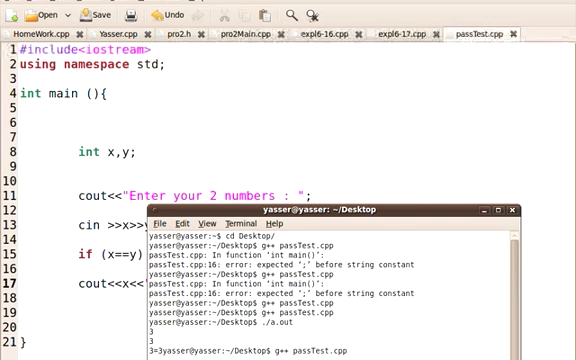 Open Save Undo
HomeWork.cpp Yasser.cpp pro2.h pro2Main.cpp expl6-16.cpp expl6-17.cpp passTest.cpp
1 #include<iostream>
2 using namespace std;
3
4 int main (){
5
6
7
8 int x,y;
9
10
11 cout<<"Enter your 2 numbers : ";
12
13 cin >>x>>y
14
15 if (x==y)
16
17 cout<<x<<
18
19
20
21 }
yasser@yasser: ~/Desktop
File Edit View Terminal Help
yasser@yasser:~$ cd Desktop/
yasser@yasser:~/Desktop$ g++ passTest.cpp
passTest.cpp: In function ‘int main()’:
passTest.cpp:16: error: expected ‘;’ before string constant
yasser@yasser:~/Desktop$ g++ passTest.cpp
passTest.cpp: In function ‘int main()’:
passTest.cpp:16: error: expected ‘;’ before string constant
yasser@yasser:~/Desktop$ g++ passTest.cpp
yasser@yasser:~/Desktop$ g++ passTest.cpp
yasser@yasser:~/Desktop$ ./a.out
3
3
3=3yasser@yasser:~/Desktop$ g++ passTest.cpp